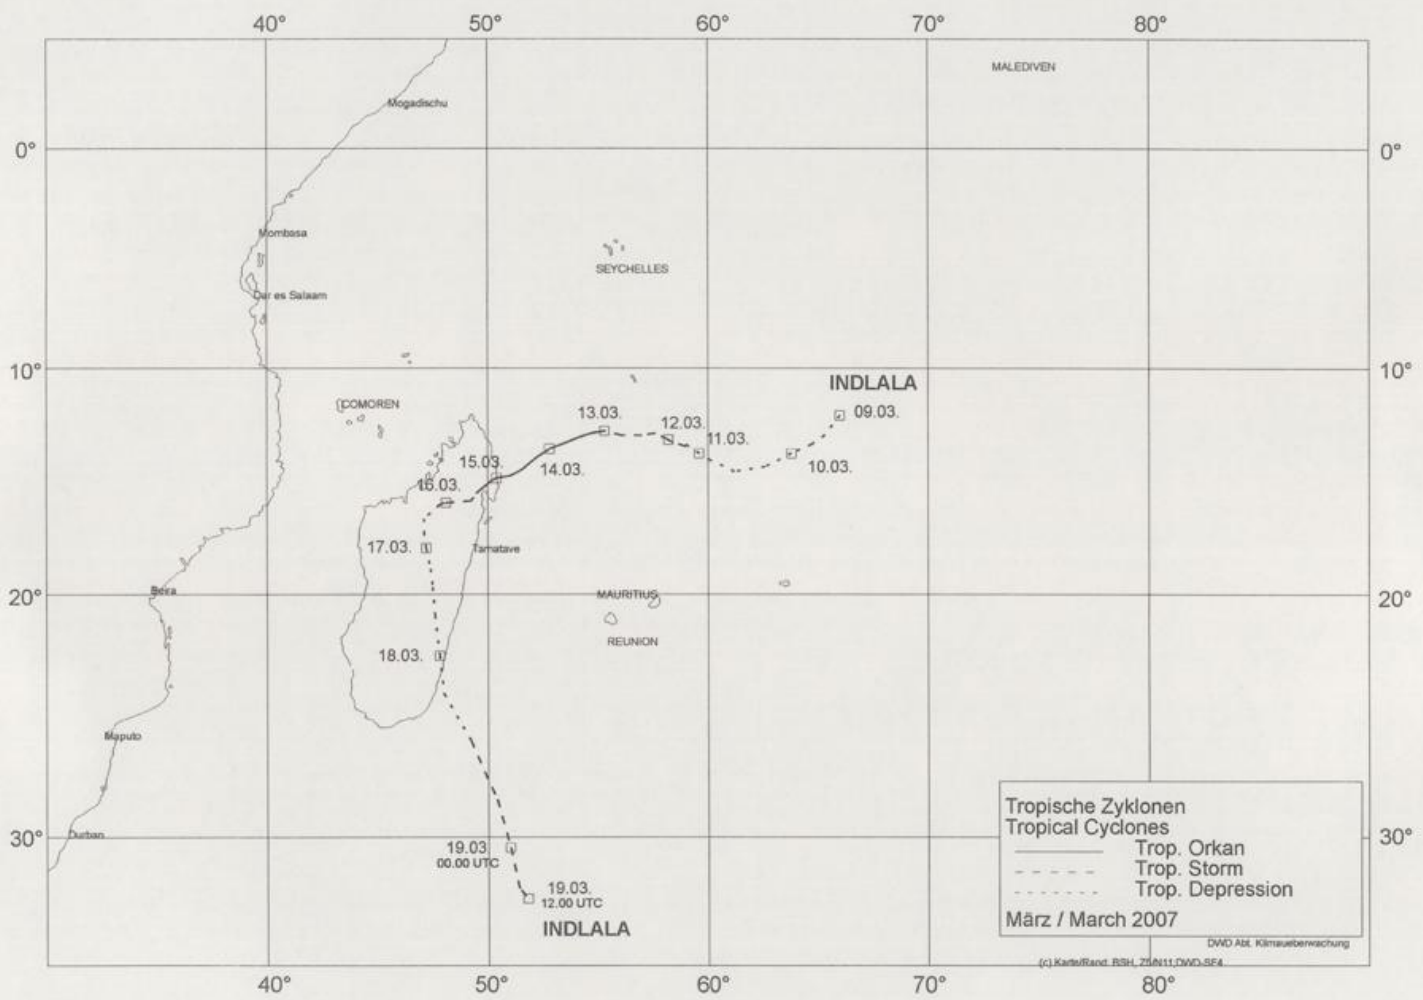 40° 50° 60° 70° 80°
MALEDIVEN
Mogadischu
0° 0°
Mombasa
SEYCHELLES
Dar es Salaam
10° 10°
INDLALA
COMOREN
13.03.
12.03.
09.03.
11.03.
15.03.
14.03.
10.03.
16.03.
17.03.
Tamatave
Beira
20° 20°
MAURITIUS
REUNION
18.03.
Maputo
Tropische Zyklonen
Tropical Cyclones
Durban
30° 30°
19.03.
00.00 UTC
Trop. Orkan
Trop. Storm
Trop. Depression
19.03.
12.00 UTC
INDLALA
März / March 2007
DWD Abt. Klimaueberwachung
(c) Karte/Rand: BSH,
40° 50° 60° 70° 80°